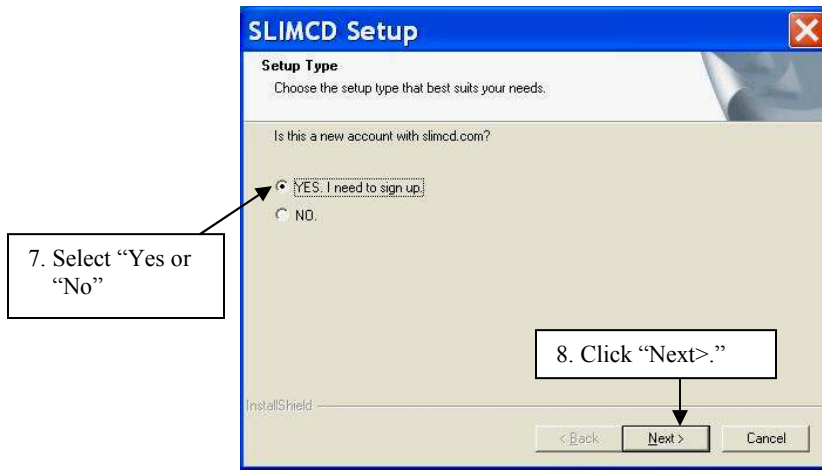 SLIMCD Setup
Setup Type
Choose the setup type that best suits your needs.
Is this a new account with slimcd.com?
YES. I need to sign up.
NO.
7. Select “Yes or
“No”
8. Click “Next>.”
InstallShield
< Back
Next >
Cancel